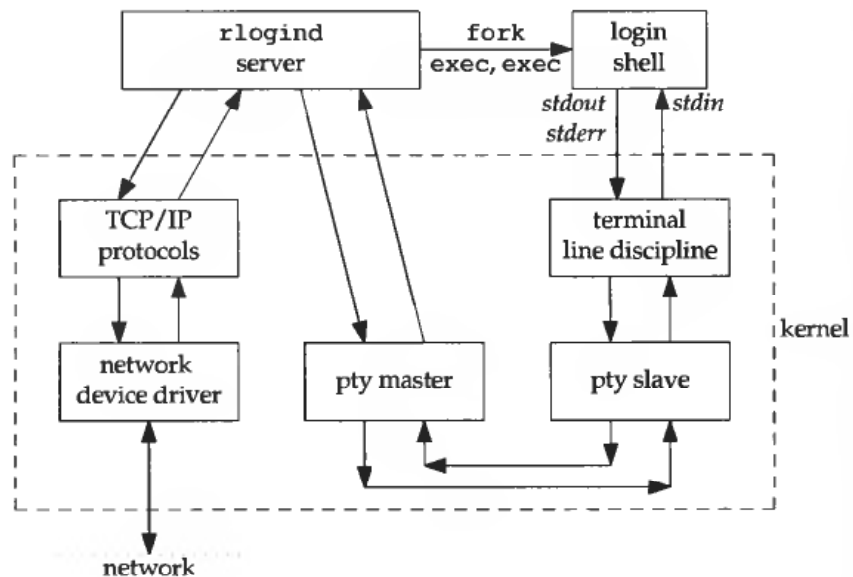 rlogind
server
fork
exec, exec
login
shell
stdout
stderr
stdin
TCP/IP
protocols
terminal
line discipline
kernel
network
device driver
pty master
pty slave
network